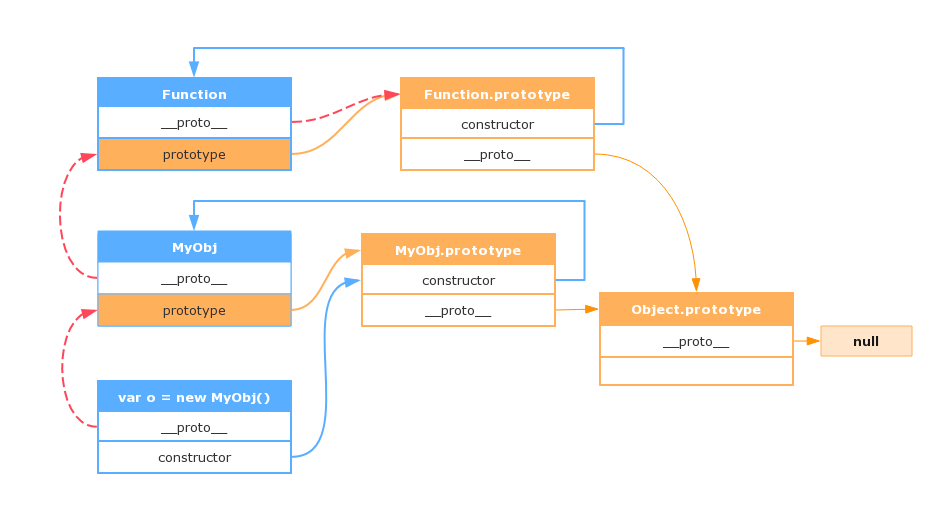 Function
__proto__
prototype
Function.prototype
constructor
__proto__
MyObj
__proto__
prototype
MyObj.prototype
constructor
__proto__
Object.prototype
__proto__
null
var o = new MyObj()
__proto__
constructor